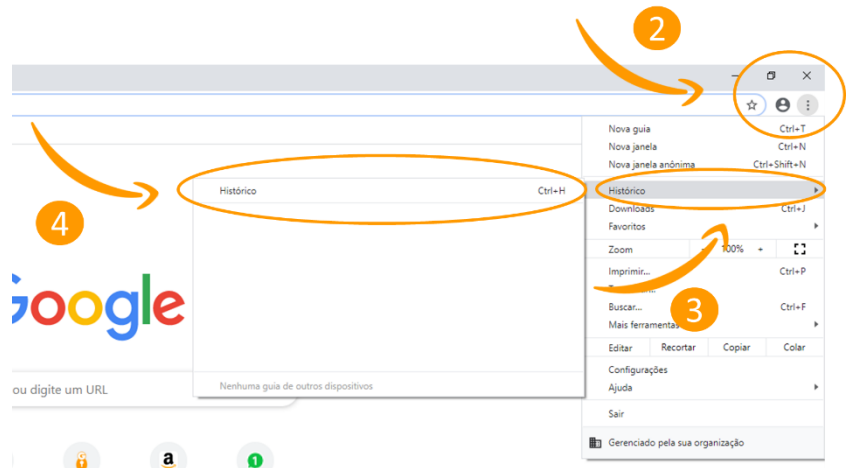 2
Nova guia Ctrl+T
Nova janela Ctrl+N
Nova janela anônima Ctrl+Shift+N
Histórico Ctrl+H
Histórico
4
Downloads Ctrl+J
Favoritos
Zoom - 100% +
Imprimir... Ctrl+P
3
Buscar... Ctrl+F
Mais ferramentas
Google
Editar Recortar Copiar Colar
Configurações
Nenhuma guia de outros dispositivos
Ajuda
ou digite um URL
Sair
Gerenciado pela sua organização
G
a
1